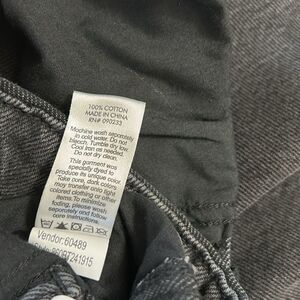 100% COTTON
MADE IN CHINA
RN# 090233
Machine wash separately
in cold water. Do not
bleach. Tumble dry low.
Cool iron as needed.
Do not dry clean.
This garment was
specially dyed to
produce its unique color.
Take care, dark colors
may transfer onto light
colored clothing or other
items. To minimize
fading, please wash
separately and follow
care instructions.
Vendor: 60489